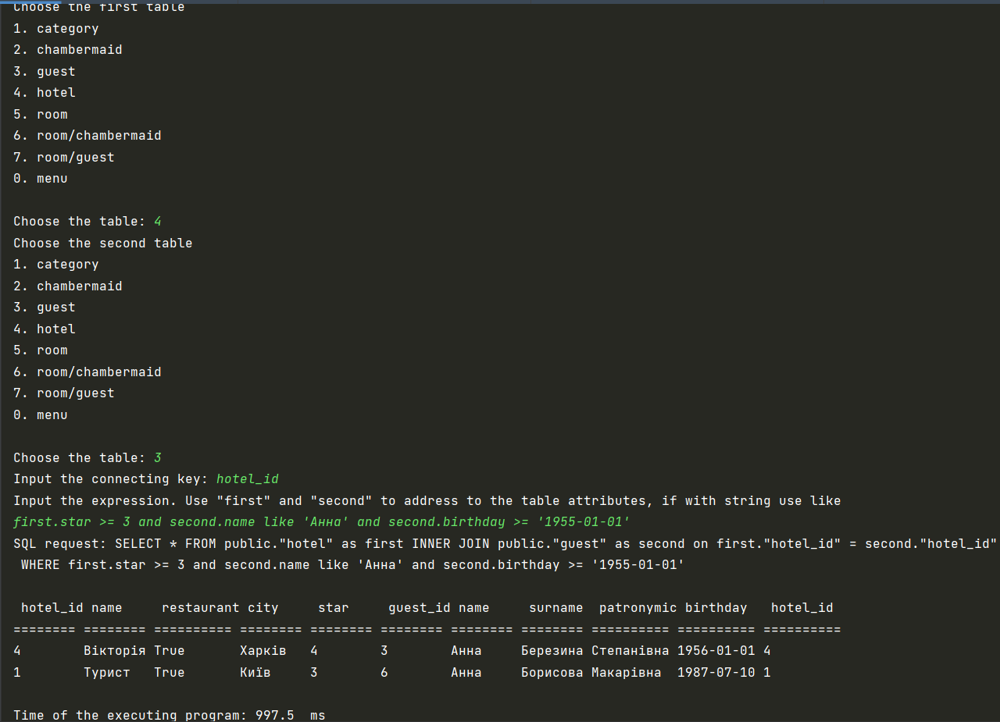 Choose the first table
1. category
2. chambermaid
3. guest
4. hotel
5. room
6. room/chambermaid
7. room/guest
0. menu
Choose the table: 4
Choose the second table
1. category
2. chambermaid
3. guest
4. hotel
5. room
6. room/chambermaid
7. room/guest
0. menu
Choose the table: 3
Input the connecting key: hotel_id
Input the expression. Use "first" and "second" to address to the table attributes, if with string use like
first.star >= 3 and second.name like 'Анна' and second.birthday >= '1955-01-01'
SQL request: SELECT * FROM public."hotel" as first INNER JOIN public."guest" as second on first."hotel_id" = second."hotel_id"
WHERE first.star >= 3 and second.name like 'Анна' and second.birthday >= '1955-01-01'
hotel_id name     restaurant city     star     guest_id name     surname  patronymic birthday   hotel_id
======== ======== ========== ======== ======== ======== ======== ======== ========== ========== ==========
4        Вікторія True       Харків   4        3        Анна     Березина Степанівна 1956-01-01 4
1        Турист   True       Київ     3        6        Анна     Борисова Макарівна  1987-07-10 1
Time of the executing program: 997.5  ms